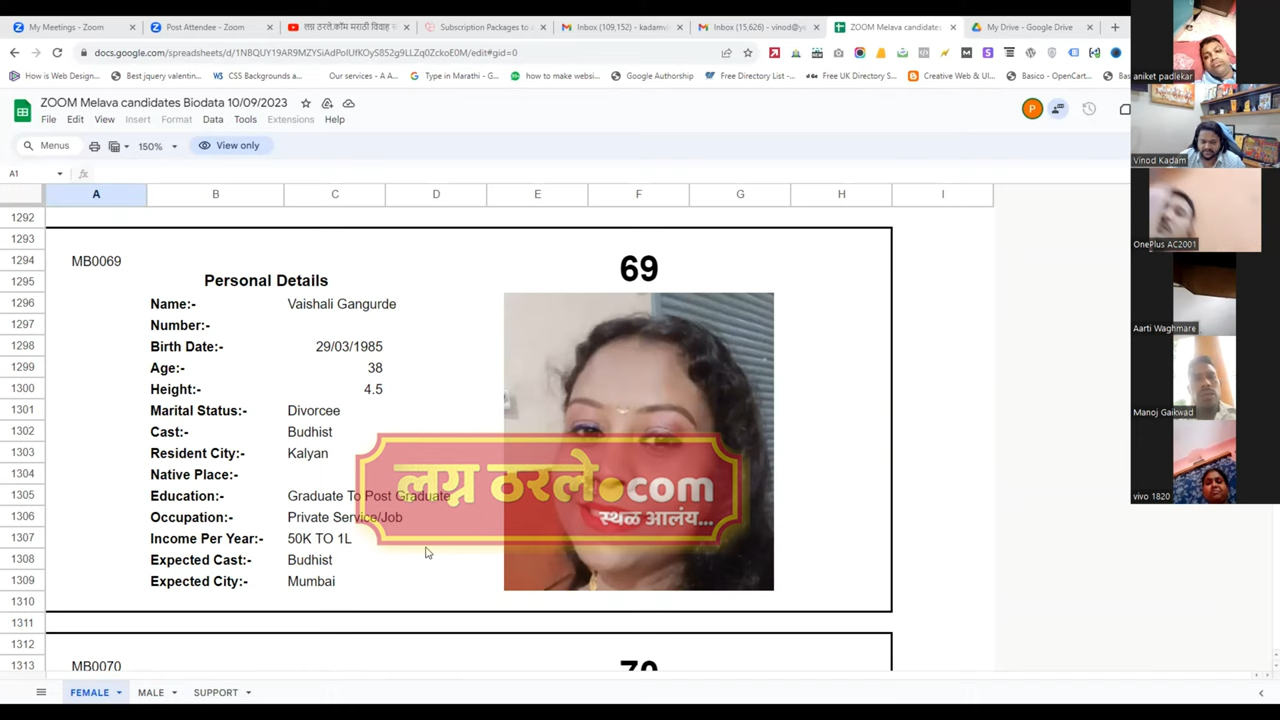 My Meetings - Zoom
Post Attendee - Zoom
लग्न ठरले.कॉम मराठी विवाह सं
Subscription Packages to
Inbox (109,152) - kadamvi
Inbox (15,626) - vinod@ye
ZOOM Melava candidates
My Drive - Google Drive
docs.google.com/spreadsheets/d/1NBQUY19AR9MZYSiAdPolUfKOyS852g9LLZq0ZckoE0M/edit#gid=0
How is Web Design...
Best jquery valentin...
CSS Backgrounds a...
Our services - A A...
Type in Marathi - G...
how to make websi...
Google Authorship
Free Directory List -...
Free UK Directory S...
Creative Web & UI...
Basico - OpenCart...
ZOOM Melava candidates Biodata 10/09/2023
File Edit View Insert Format Data Tools Extensions Help
Menus
150%
View only
A1
A B C D E F G H I
1292
1293
1294 MB0069 69
1295 Personal Details
1296 Name:- Vaishali Gangurde
1297 Number:-
1298 Birth Date:- 29/03/1985
1299 Age:- 38
1300 Height:- 4.5
1301 Marital Status:- Divorcee
1302 Cast:- Budhist
1303 Resident City:- Kalyan
1304 Native Place:-
1305 Education:- Graduate To Post Graduate
1306 Occupation:- Private Service/Job
1307 Income Per Year:- 50K TO 1L
1308 Expected Cast:- Budhist
1309 Expected City:- Mumbai
1310
1311
1312
1313 MB0070 70
लग्न ठरले.com
स्थळ आलंय...
FEMALE
MALE
SUPPORT
aniket padlekar
Vinod Kadam
OnePlus AC2001
Aarti Waghmare
Manoj Gaikwad
vivo 1820